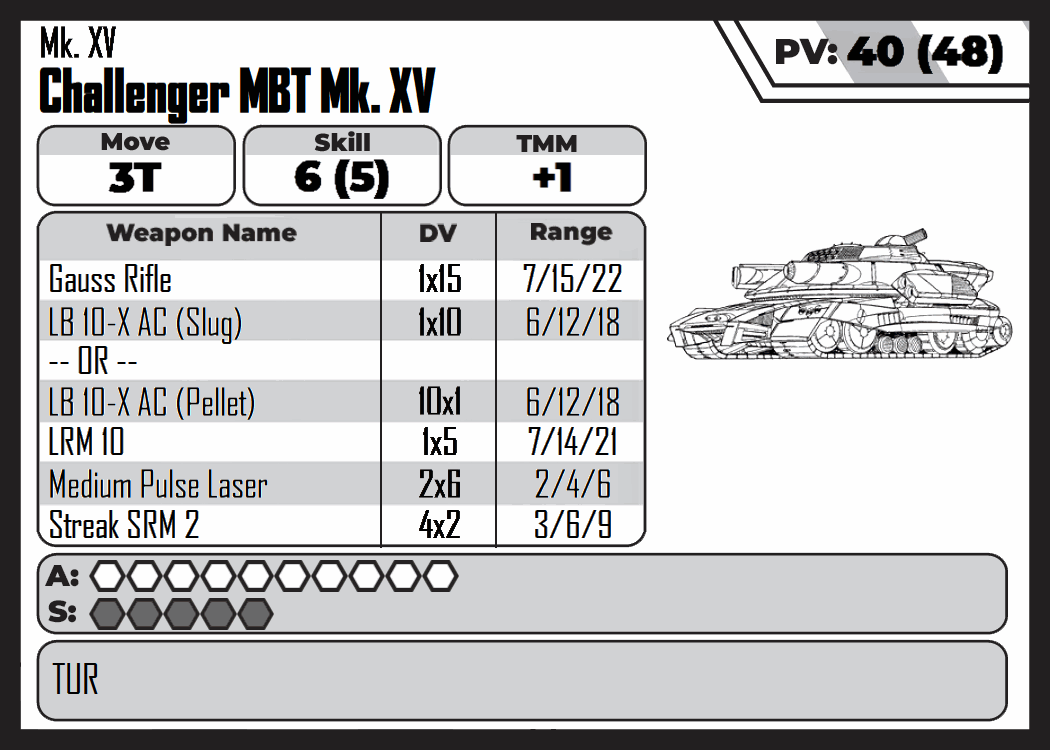 Mk. XV
Challenger MBT Mk. XV
PV: 40 (48)
Move Skill TMM
3T 6 (5) +1
Weapon Name DV Range
Gauss Rifle 1x15 7/15/22
LB 10-X AC (Slug) 1x10 6/12/18
-- OR --
LB 10-X AC (Pellet) 10x1 6/12/18
LRM 10 1x5 7/14/21
Medium Pulse Laser 2x6 2/4/6
Streak SRM 2 4x2 3/6/9
A:
S:
TUR